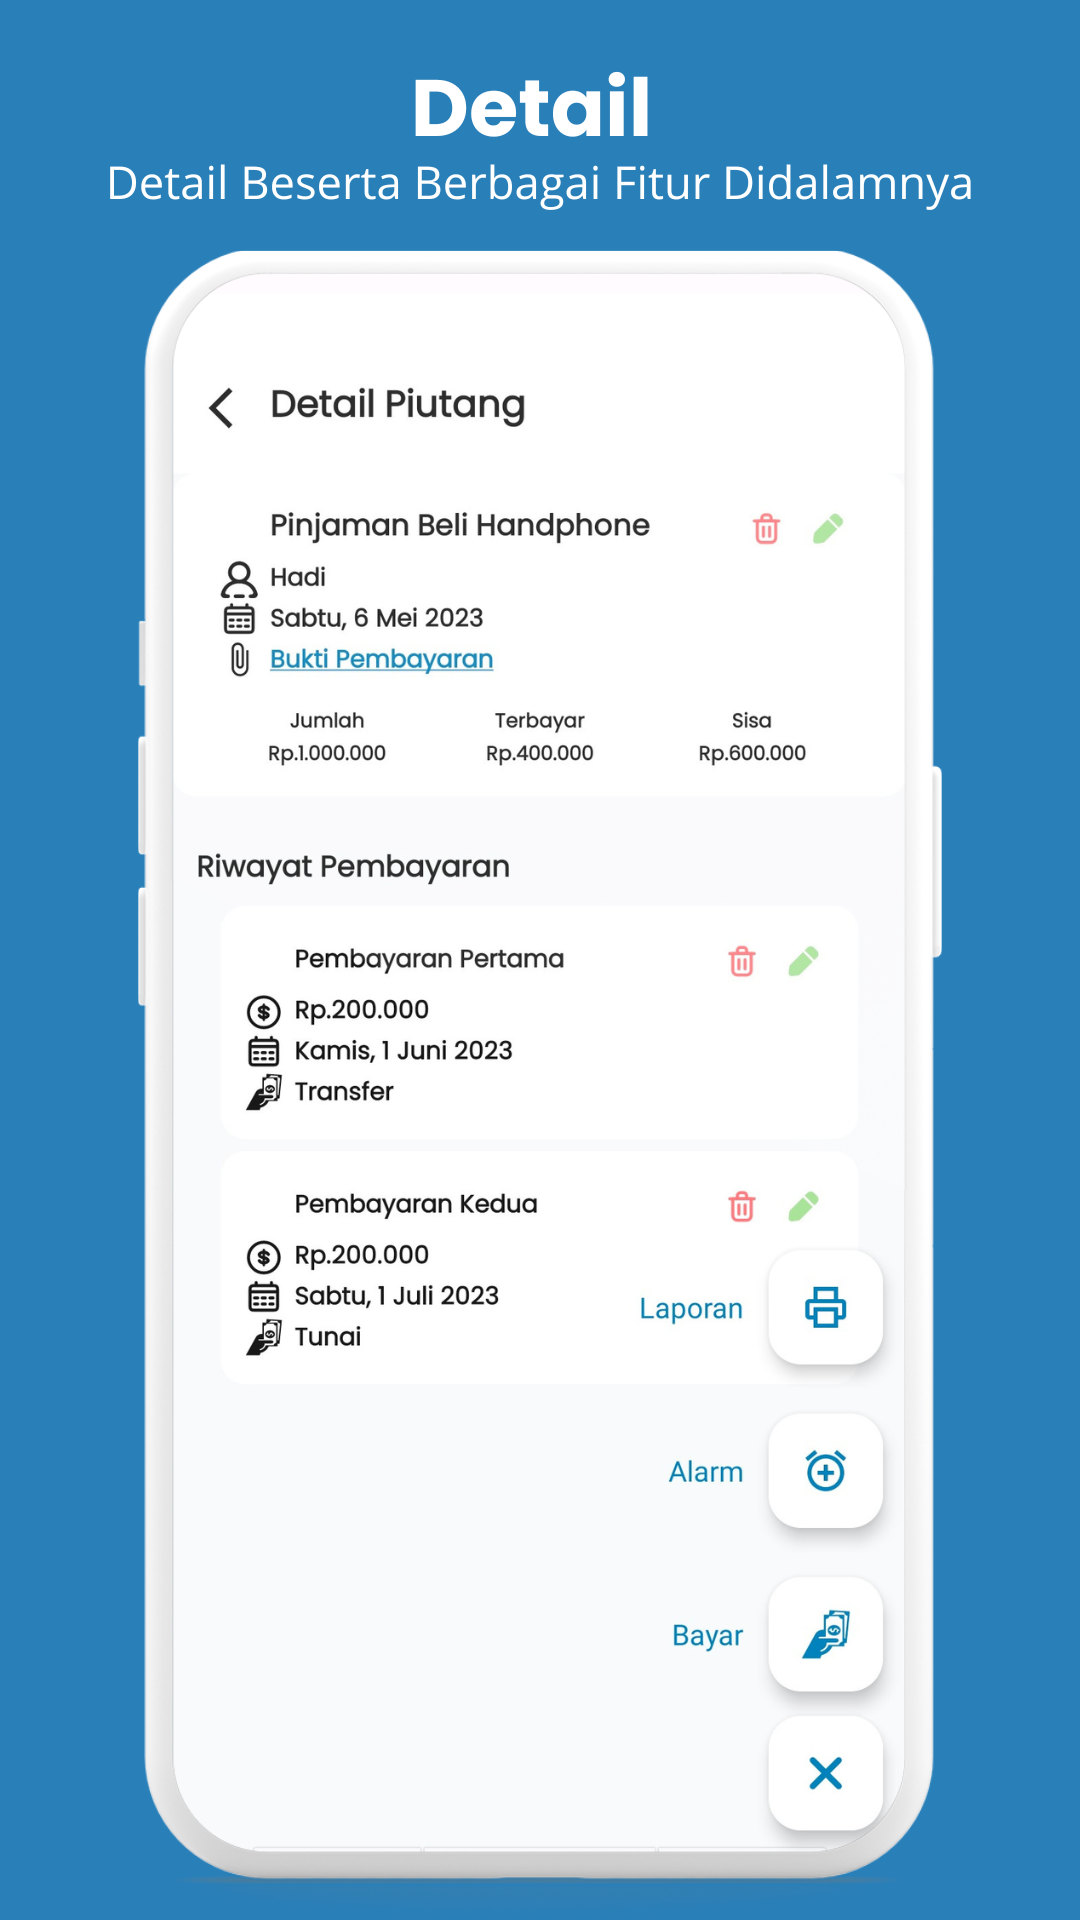 Detail
Detail Beserta Berbagai Fitur Didalamnya
Detail Piutang
Pinjaman Beli Handphone
Hadi
Sabtu, 6 Mei 2023
Bukti Pembayaran
Jumlah Terbayar Sisa
Rp.1.000.000 Rp.400.000 Rp.600.000
Riwayat Pembayaran
Pembayaran Pertama
Rp.200.000
Kamis, 1 Juni 2023
Transfer
Pembayaran Kedua
Rp.200.000
Sabtu, 1 Juli 2023
Tunai
Laporan
Alarm
Bayar